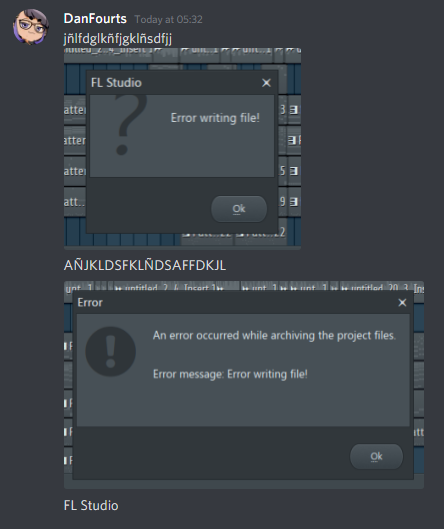 DanFourts Today at 05:32
jñlfdglkñfjgklñsdfjj
FL Studio
Error writing file!
Ok
AÑJKLDSFKLÑDSAFFDKJL
Error
An error occurred while archiving the project files.
Error message: Error writing file!
Ok
FL Studio